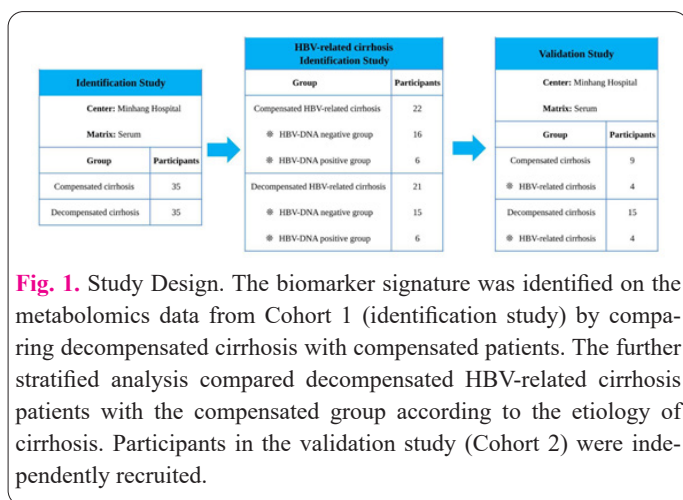 Identification Study
Center: Minhang Hospital
Matrix: Serum
Group Participants
Compensated cirrhosis 35
Decompensated cirrhosis 35
HBV-related cirrhosis
Identification Study
Group Participants
Compensated HBV-related cirrhosis 22
※ HBV-DNA negative group 16
※ HBV-DNA positive group 6
Decompensated HBV-related cirrhosis 21
※ HBV-DNA negative group 15
※ HBV-DNA positive group 6
Validation Study
Center: Minhang Hospital
Matrix: Serum
Group Participants
Compensated cirrhosis 9
※ HBV-related cirrhosis 4
Decompensated cirrhosis 15
※ HBV-related cirrhosis 4
Fig. 1. Study Design. The biomarker signature was identified on the
metabolomics data from Cohort 1 (identification study) by compa-
ring decompensated cirrhosis with compensated patients. The further
stratified analysis compared decompensated HBV-related cirrhosis
patients with the compensated group according to the etiology of
cirrhosis. Participants in the validation study (Cohort 2) were inde-
pendently recruited.